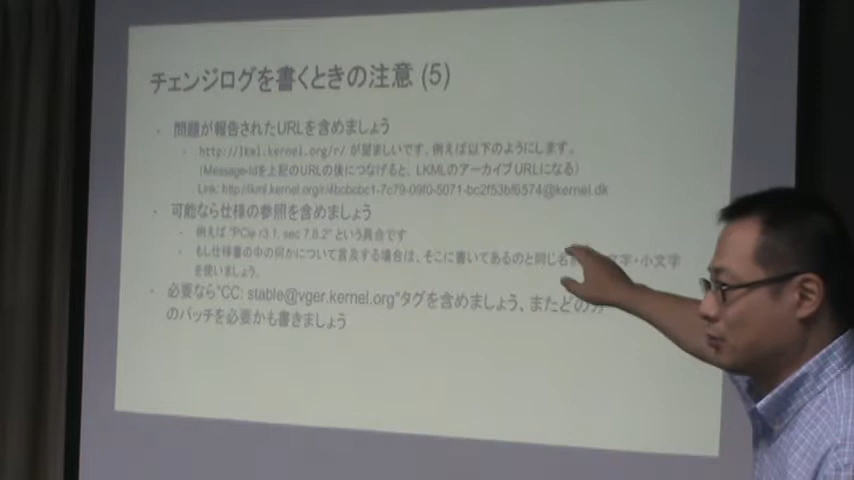 チェンジログを書くときの注意 (5)
問題が報告されたURLを含めましょう
http://lkml.kernel.org/r/ が望ましいです。例えば以下のようにします。
(Message-Idを上記のURLの後につなげると、LKMLのアーカイブURLになる)
Link: http://lkml.kernel.org/r/4bcbcbc1-7c79-09f0-5071-bc2f53bf6574@kernel.dk
可能なら仕様の参照を含めましょう
例えば "PCIe r3.1, sec 7.8.2" という具合です
もし仕様書の中の何かについて言及する場合は、そこに書いてあるのと同じ名 文字・小文字
を使いましょう。
必要なら"CC: stable@vger.kernel.org"タグを含めましょう、またどの
のパッチを必要かも書きましょう